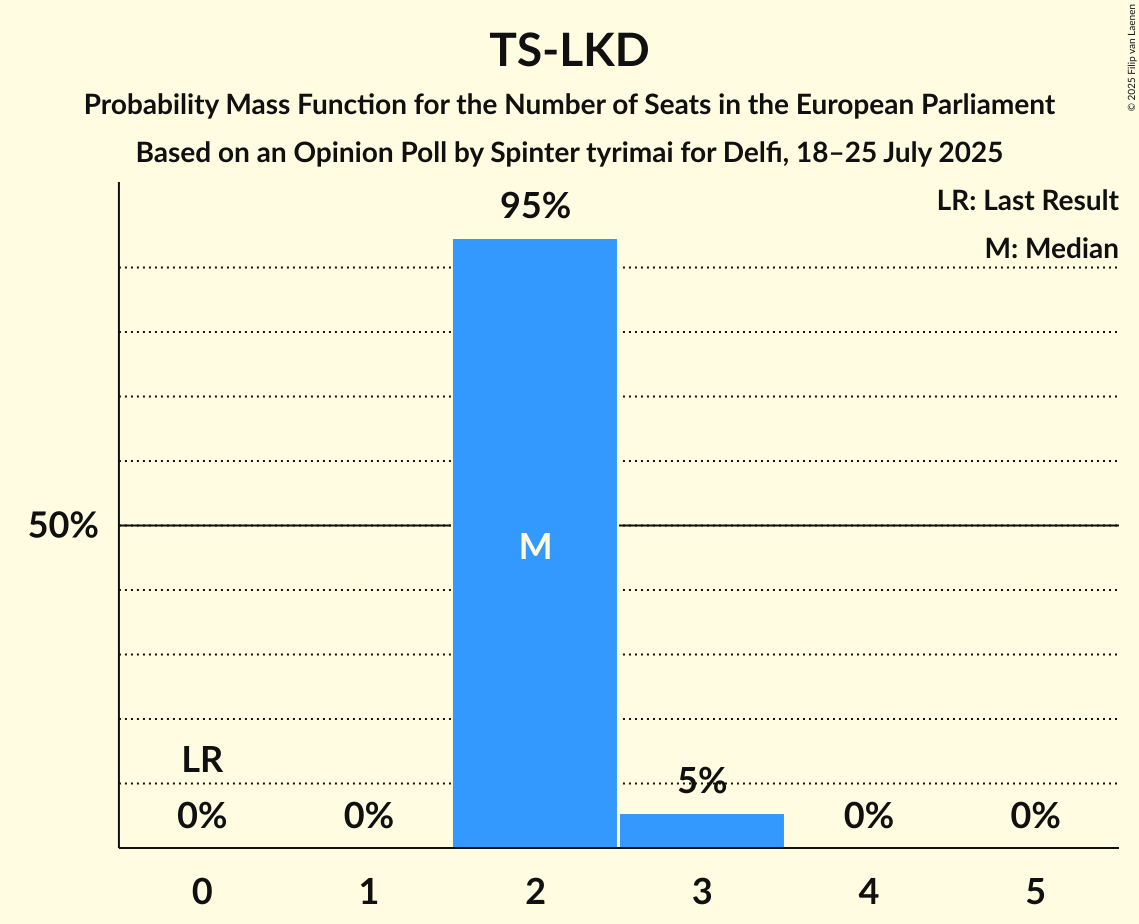 TS-LKD
Probability Mass Function for the Number of Seats in the European Parliament
Based on an Opinion Poll by Spinter tyrimai for Delfi, 18–25 July 2025
© 2025 Filip van Laenen
LR: Last Result
M: Median
95%
50%
M
LR
5%
0% 0% 0% 0%
0 1 2 3 4 5